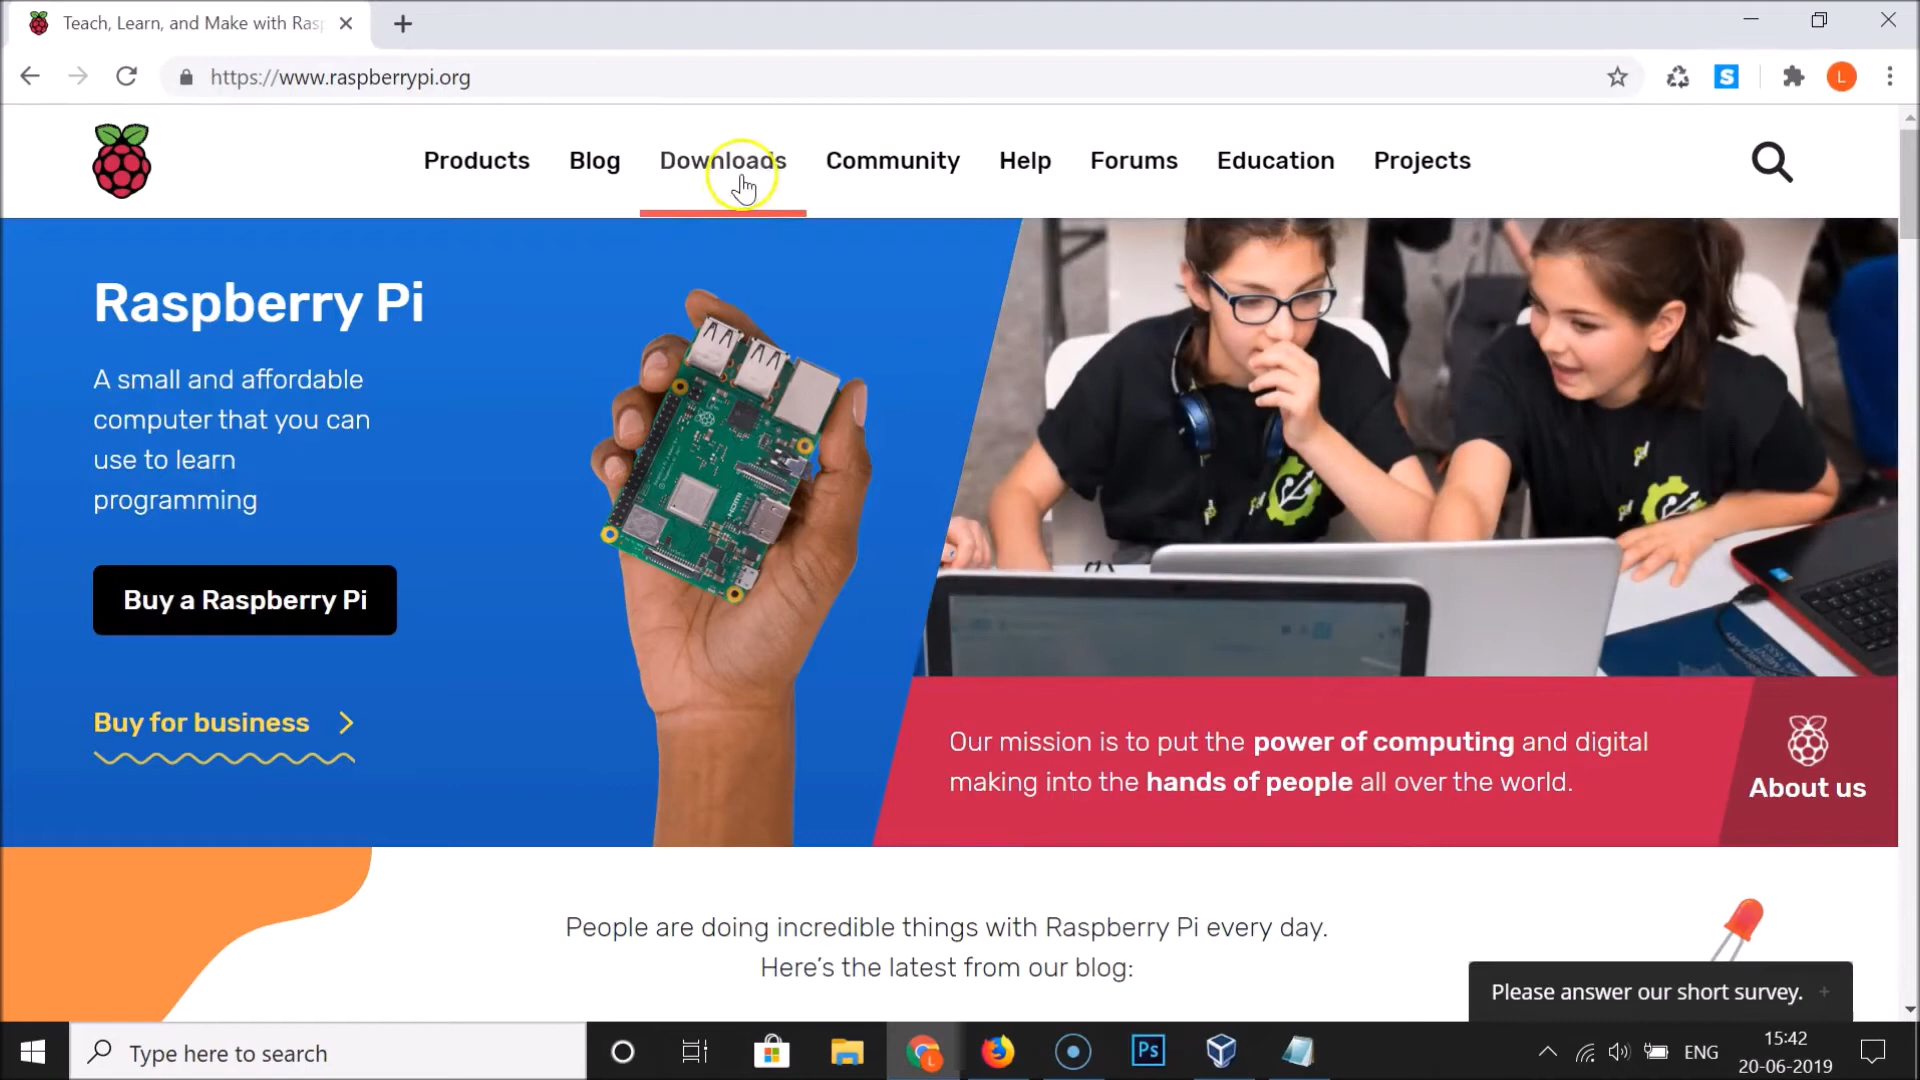 Teach, Learn, and Make with Rasp
https://www.raspberrypi.org
S
L
Products Blog Downloads Community Help Forums Education Projects
Raspberry Pi
A small and affordable
computer that you can
use to learn
programming
Buy a Raspberry Pi
Buy for business
HDMI
Our mission is to put the power of computing and digital
making into the hands of people all over the world.
About us
People are doing incredible things with Raspberry Pi every day.
Here's the latest from our blog:
Please answer our short survey. +
Type here to search
L
Ps
ENG
15:42
20-06-2019